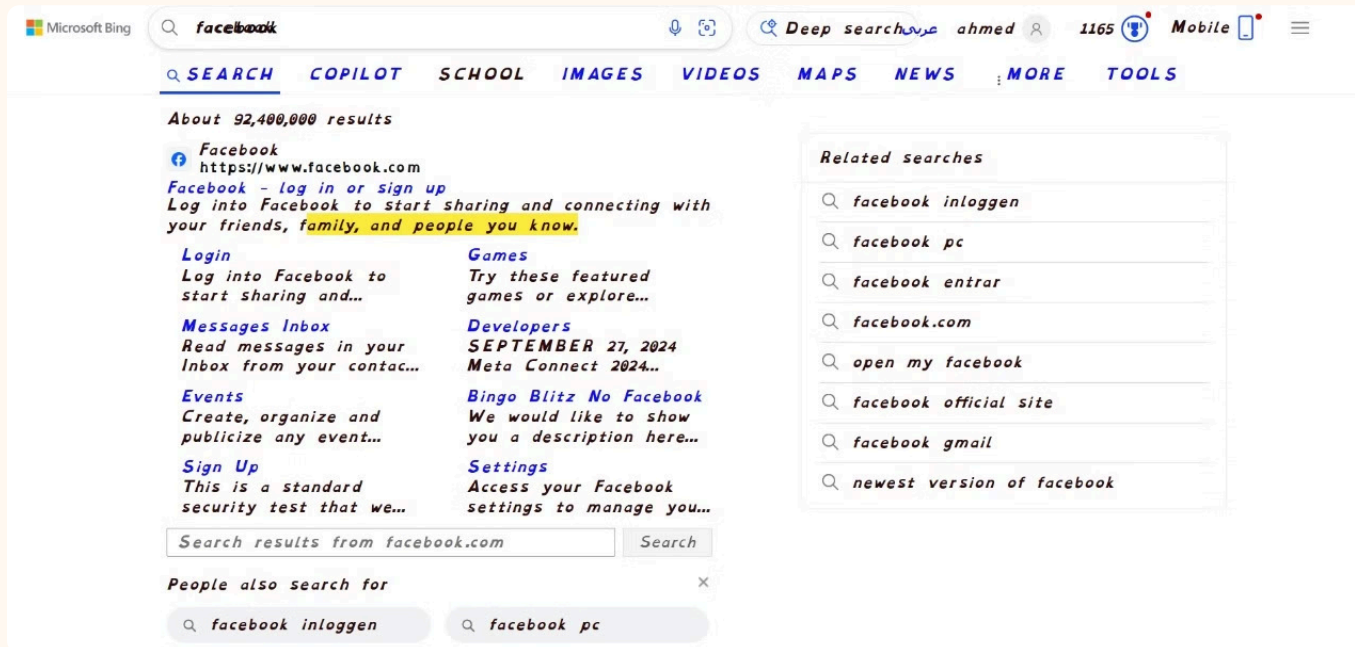 Microsoft Bing
facebook
Deep search
عربى
ahmed
1165
Mobile
SEARCH COPILOT SCHOOL IMAGES VIDEOS MAPS NEWS MORE TOOLS
About 92,400,000 results
Facebook
https://www.facebook.com
Facebook - log in or sign up
Log into Facebook to start sharing and connecting with
your friends, family, and people you know.
Login
Log into Facebook to
start sharing and...
Games
Try these featured
games or explore...
Messages Inbox
Read messages in your
Inbox from your contac...
Developers
SEPTEMBER 27, 2024
Meta Connect 2024...
Events
Create, organize and
publicize any event...
Bingo Blitz No Facebook
We would like to show
you a description here...
Sign Up
This is a standard
security test that we...
Settings
Access your Facebook
settings to manage you...
Search results from facebook.com
Search
People also search for
facebook inloggen
facebook pc
Related searches
facebook inloggen
facebook pc
facebook entrar
facebook.com
open my facebook
facebook official site
facebook gmail
newest version of facebook